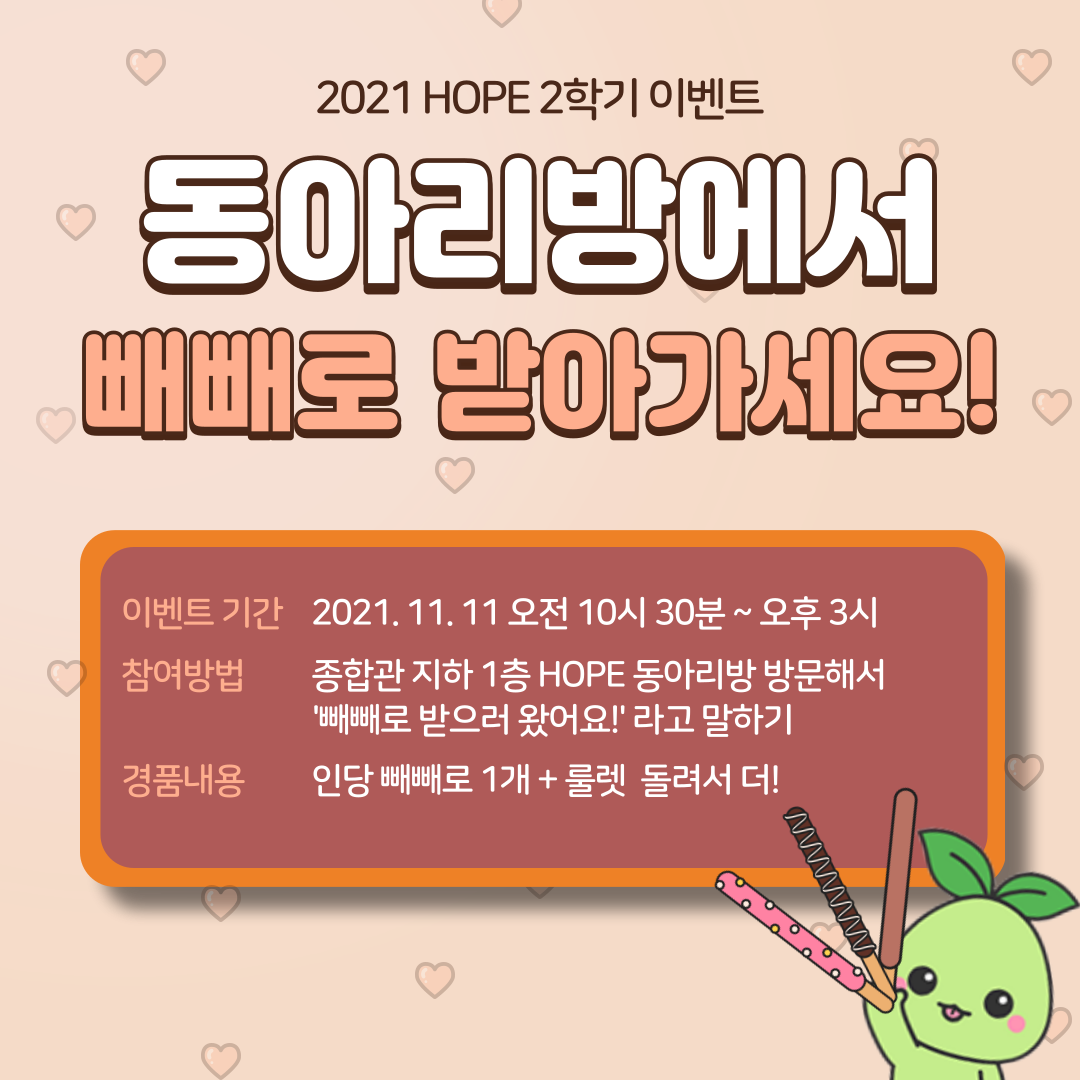 2021 HOPE 2학기 이벤트
동아리방에서
빼빼로 받아가세요!
이벤트 기간 2021. 11. 11 오전 10시 30분 ~ 오후 3시
참여방법 종합관 지하 1층 HOPE 동아리방 방문해서
'빼빼로 받으러 왔어요!' 라고 말하기
경품내용 인당 빼빼로 1개 + 룰렛 돌려서 더!